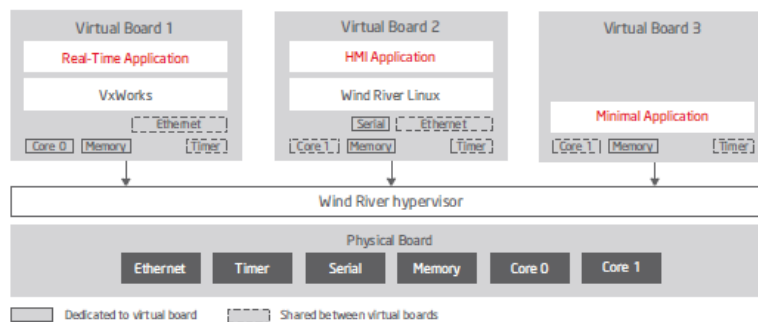 Virtual Board 1
Real-Time Application
VxWorks
Ethernet
Core 0 Memory Timer
Virtual Board 2
HMI Application
Wind River Linux
Serial Ethernet
Core 1 Memory Timer
Virtual Board 3
Minimal Application
Core 1 Memory Timer
Wind River hypervisor
Physical Board
Ethernet Timer Serial Memory Core 0 Core 1
Dedicated to virtual board Shared between virtual boards